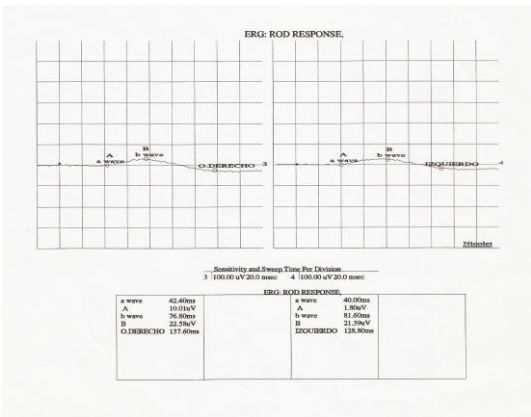 ERG: ROD RESPONSE,
A
a wave
B
b wave
O.DERECHO
3
A
a wave
B
b wave
IZQUIERDO
4
Nicolet
Sensitivity and Sweep Time Per Division
3 100.00 uV 20.0 msec 4 100.00 uV 20.0 msec
ERG: ROD RESPONSE,
a wave 42.40ms
A 10.01uV
b wave 76.80ms
B 22.58uV
O.DERECHO 137.60ms
a wave 40.00ms
A 1.80uV
b wave 81.60ms
B 21.39uV
IZQUIERDO 128.80ms